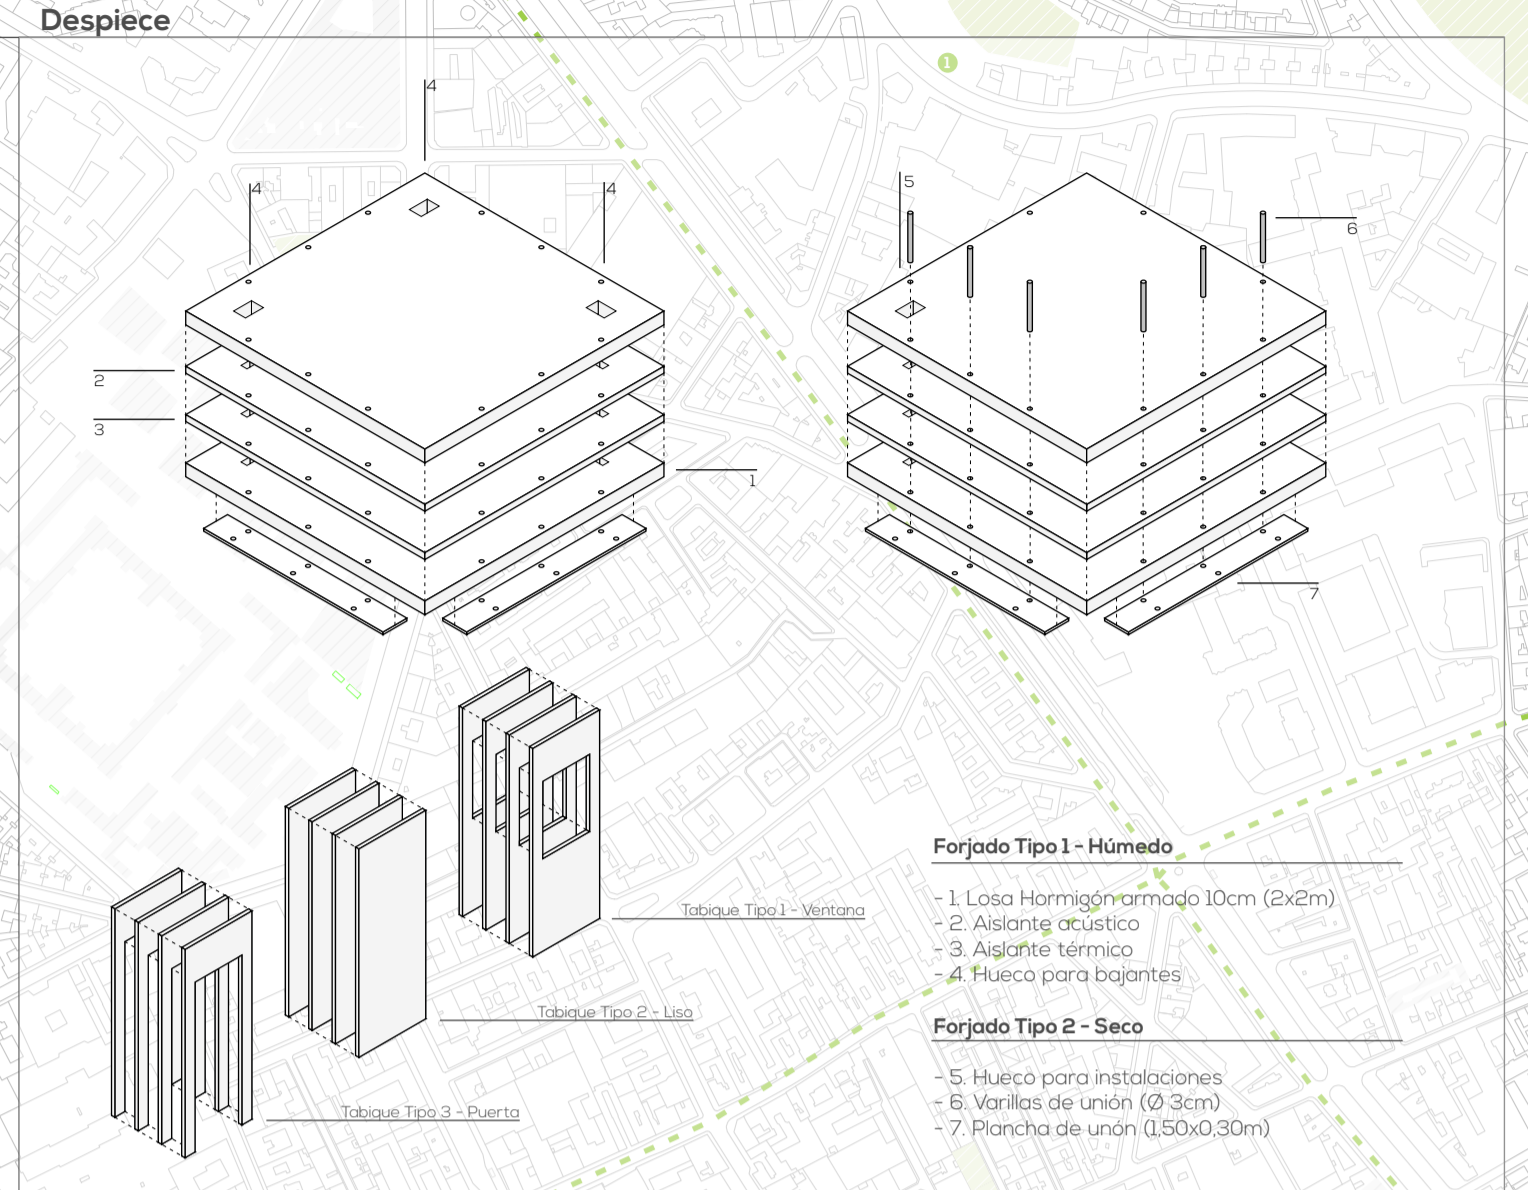 Despiece
1
4
4
4
2
3
1
5
6
7
Tabique Tipo 1 - Ventana
Tabique Tipo 2 - Liso
Tabique Tipo 3 - Puerta
Forjado Tipo 1 - Húmedo
- 1. Losa Hormigón armado 10cm (2x2m)
- 2. Aislante acústico
- 3. Aislante térmico
- 4. Hueco para bajantes
Forjado Tipo 2 - Seco
- 5. Hueco para instalaciones
- 6. Varillas de unión (Ø 3cm)
- 7. Plancha de unón (1,50x0,30m)